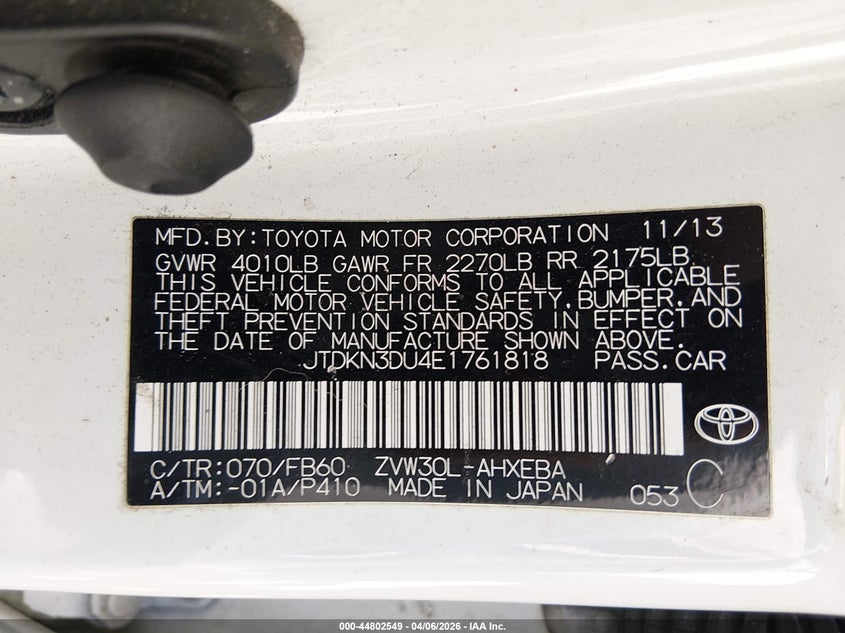 MFD.BY:TOYOTA MOTOR CORPORATION 11/13
GVWR 4010LB GAWR FR 2270LB RR 2175LB
THIS VEHICLE CONFORMS TO ALL APPLICABLE
FEDERAL MOTOR VEHICLE SAFETY,BUMPER,AND
THEFT PREVENTION STANDARDS IN EFFECT ON
THE DATE OF MANUFACTURE SHOWN ABOVE.
JTDKN3DU4E1761818 PASS.CAR
C/TR:070/FB60 ZVW30L-AHXEBA
A/TM:-01A/P410 MADE IN JAPAN 053 C
000-44802549 - 04/06/2026 - IAA Inc.